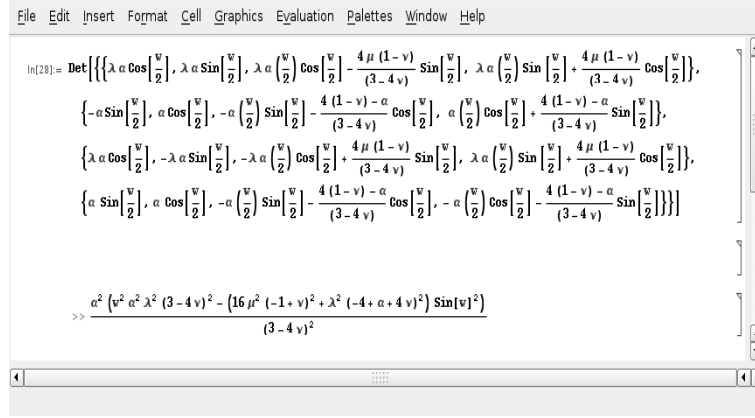 File Edit Insert Format Cell Graphics Evaluation Palettes Window Help
In[28]:= Det[{{λ α Cos[w/2], λ α Sin[w/2], λ α (w/2) Cos[w/2] - 4 μ (1 - ν)/(3 - 4 ν) Sin[w/2], λ α (w/2) Sin[w/2] + 4 μ (1 - ν)/(3 - 4 ν) Cos[w/2]},
{-α Sin[w/2], α Cos[w/2], -α (w/2) Sin[w/2] - 4 (1 - ν) - α/(3 - 4 ν) Cos[w/2], α (w/2) Cos[w/2] + 4 (1 - ν) - α/(3 - 4 ν) Sin[w/2]},
{λ α Cos[w/2], -λ α Sin[w/2], -λ α (w/2) Cos[w/2] + 4 μ (1 - ν)/(3 - 4 ν) Sin[w/2], λ α (w/2) Sin[w/2] + 4 μ (1 - ν)/(3 - 4 ν) Cos[w/2]},
{α Sin[w/2], α Cos[w/2], -α (w/2) Sin[w/2] - 4 (1 - ν) - α/(3 - 4 ν) Cos[w/2], - α (w/2) Cos[w/2] - 4 (1 - ν) - α/(3 - 4 ν) Sin[w/2]}}]
>> α² (w² α² λ² (3 - 4 ν)² - (16 μ² (-1 + ν)² + λ² (-4 + α + 4 ν)²) Sin[w]²)/(3 - 4 ν)²